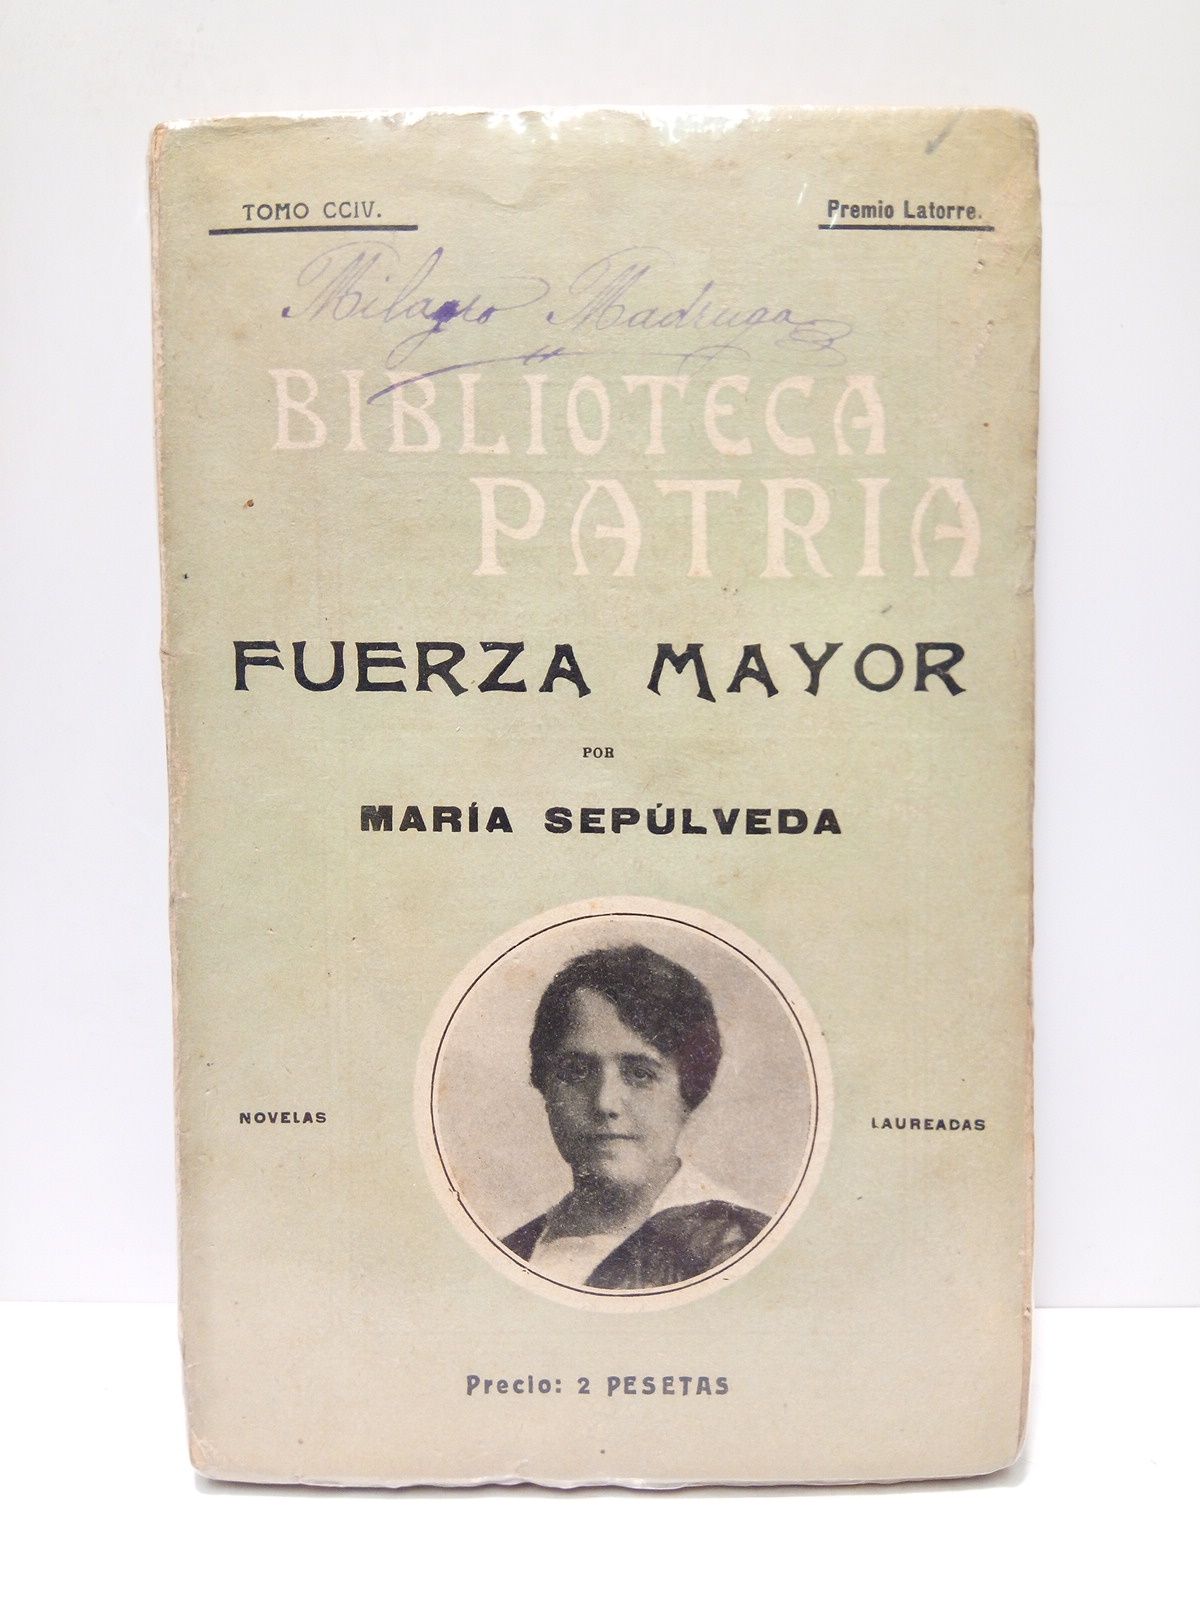 TOMO CCIV.
Premio Latorre.
Milagro Madruga
BIBLIOTECA
PATRIA
FUERZA MAYOR
POR
MARÍA SEPÚLVEDA
NOVELAS
LAUREADAS
Precio: 2 PESETAS